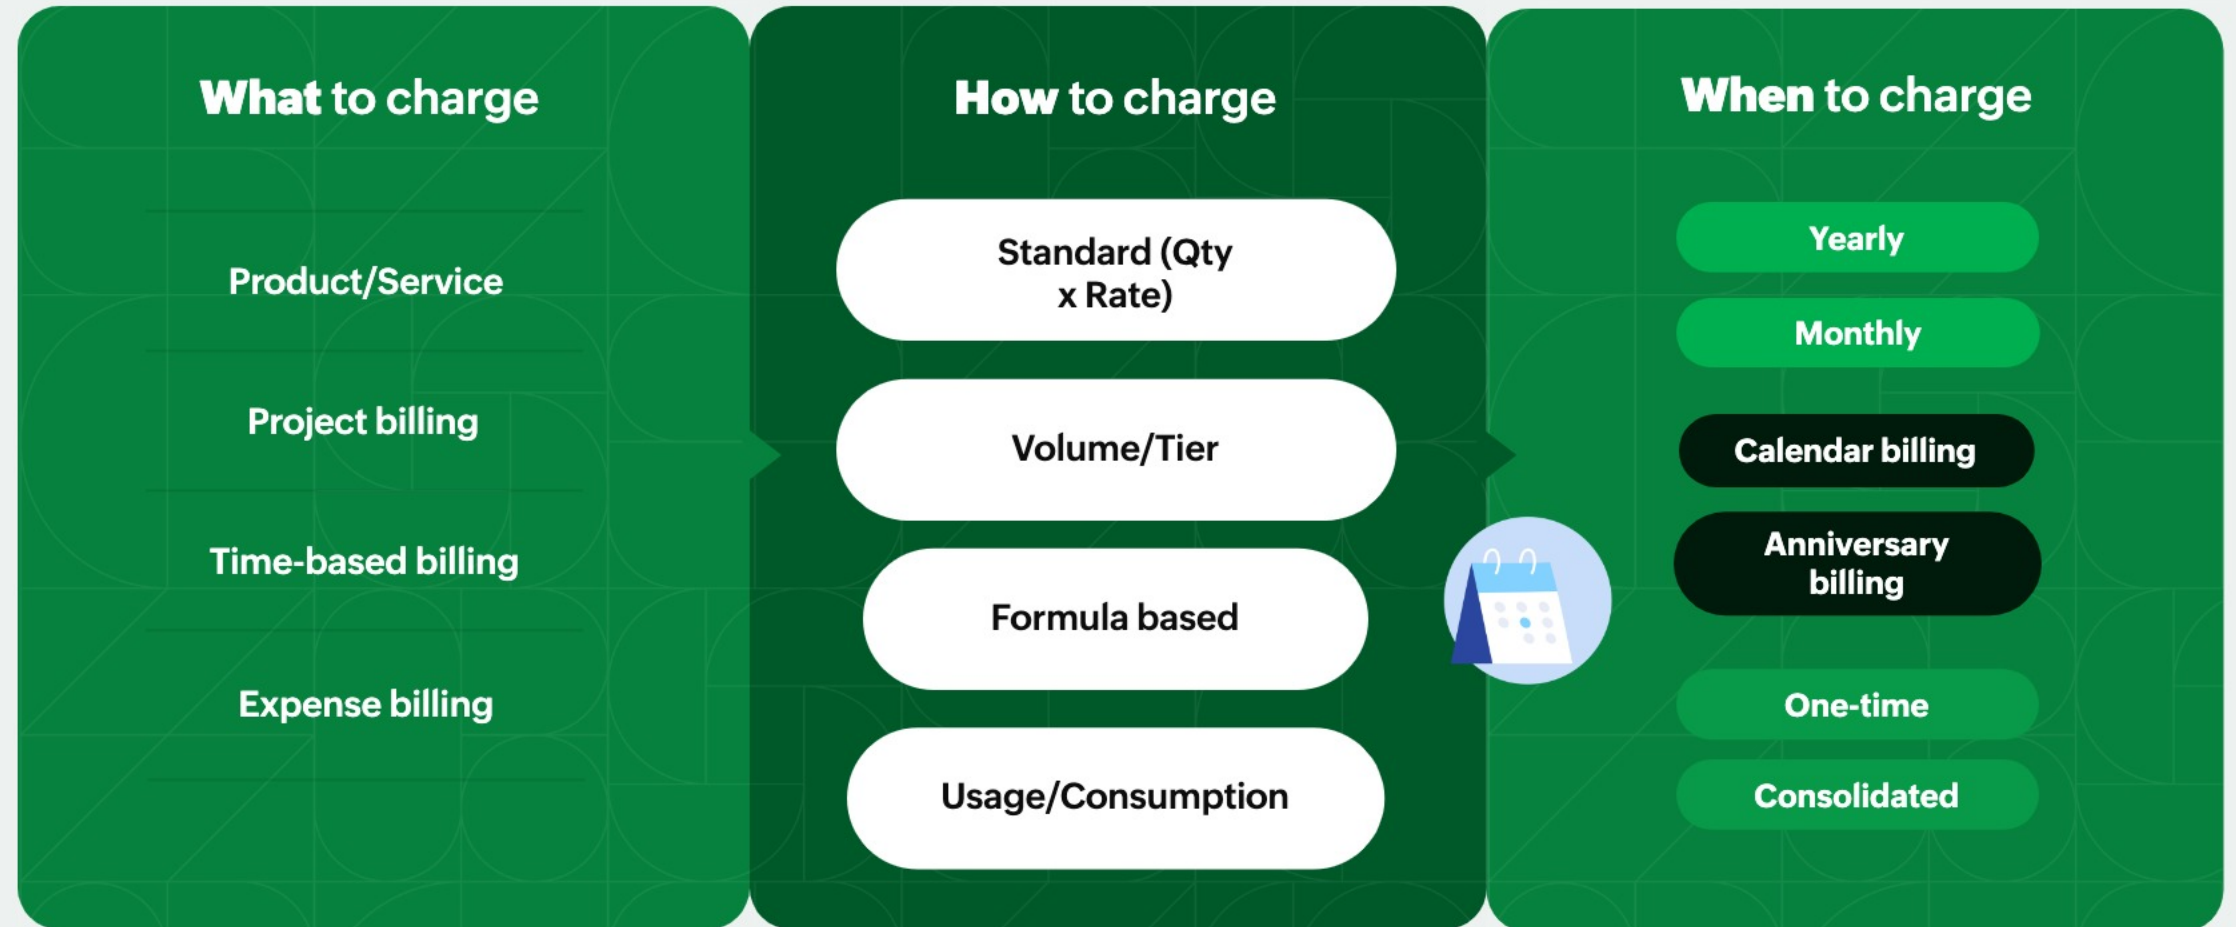 What to charge
Product/Service
Project billing
Time-based billing
Expense billing
How to charge
Standard (Qty
x Rate)
Volume/Tier
Formula based
Usage/Consumption
When to charge
Yearly
Monthly
Calendar billing
Anniversary
billing
One-time
Consolidated